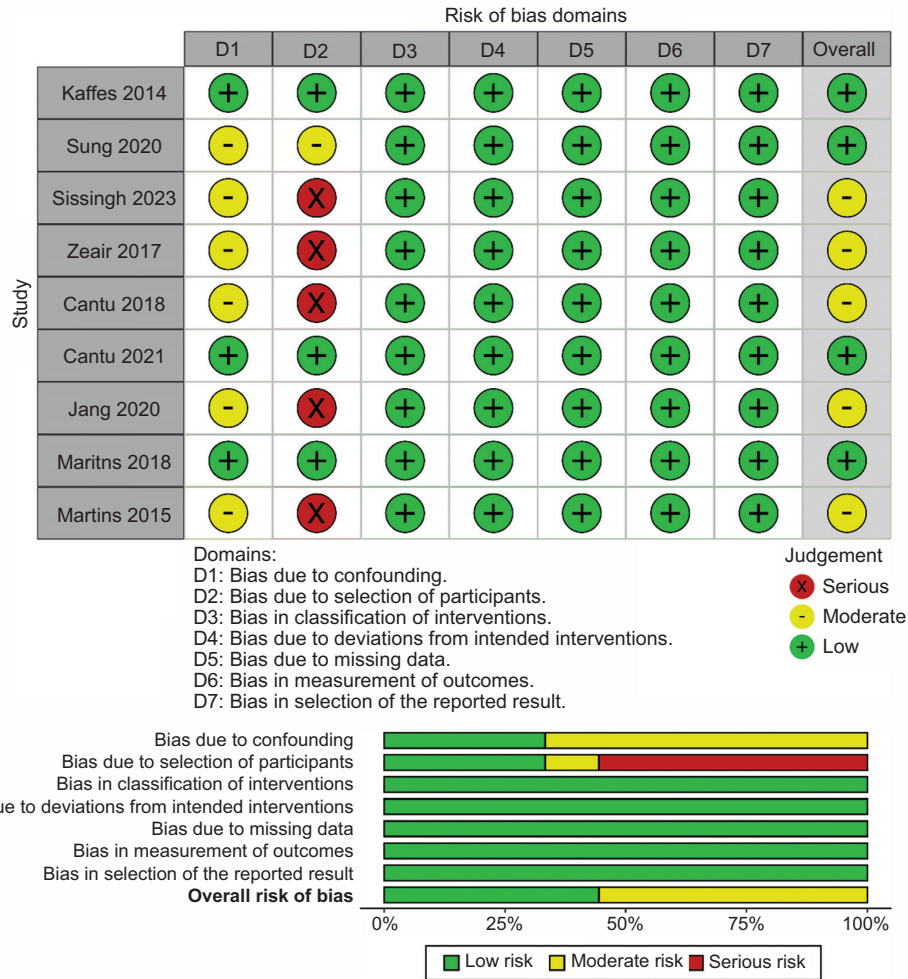 Risk of bias domains
D1 D2 D3 D4 D5 D6 D7 Overall
Study
Kaffes 2014 + + + + + + + +
Sung 2020 - - + + + + + +
Sissingh 2023 - X + + + + + -
Zeair 2017 - X + + + + + -
Cantu 2018 - X + + + + + -
Cantu 2021 + + + + + + + +
Jang 2020 - X + + + + + -
Maritns 2018 + + + + + + + +
Martins 2015 - X + + + + + -
Domains:
D1: Bias due to confounding.
D2: Bias due to selection of participants.
D3: Bias in classification of interventions.
D4: Bias due to deviations from intended interventions.
D5: Bias due to missing data.
D6: Bias in measurement of outcomes.
D7: Bias in selection of the reported result.
Judgement
X Serious
- Moderate
+ Low
Bias due to confounding
Bias due to selection of participants
Bias in classification of interventions
ue to deviations from intended interventions
Bias due to missing data
Bias in measurement of outcomes
Bias in selection of the reported result
Overall risk of bias
0% 25% 50% 75% 100%
Low risk Moderate risk Serious risk